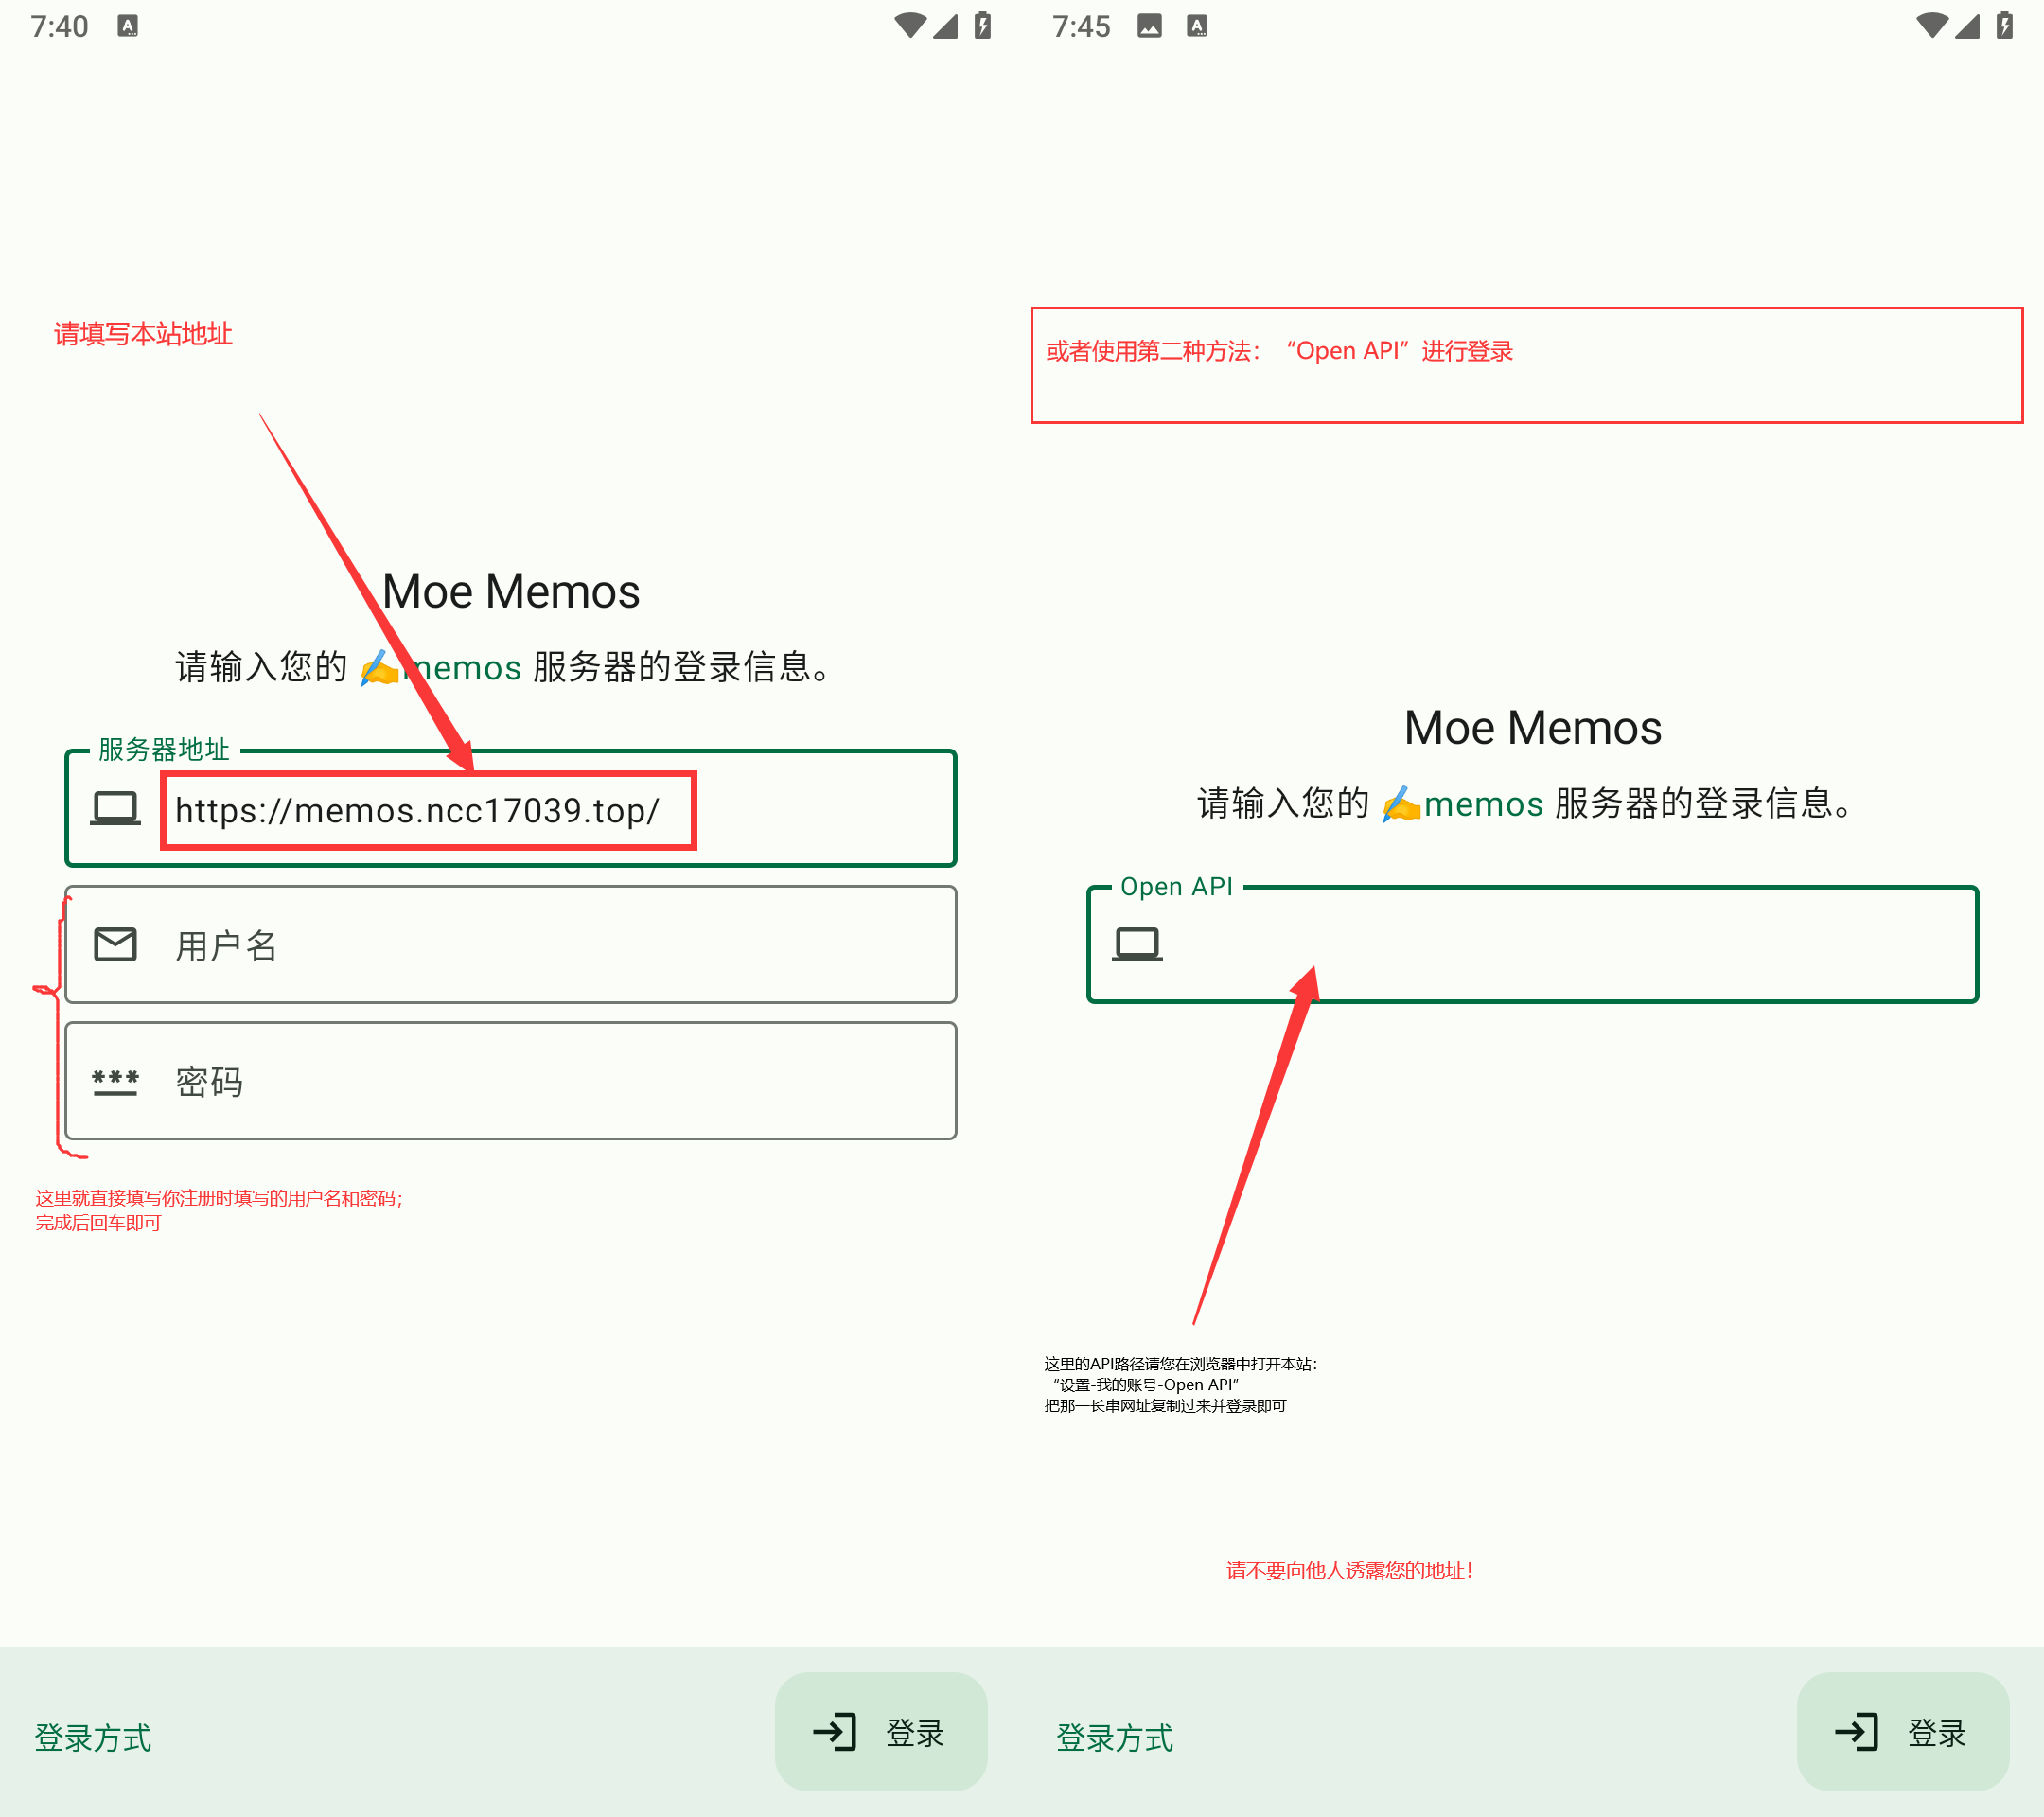 7:40
请填写本站地址
Moe Memos
请输入您的 ✍memos 服务器的登录信息。
服务器地址
https://memos.ncc17039.top/
用户名
密码
这里就直接填写你注册时填写的用户名和密码；
完成后回车即可
登录方式
登录
7:45
或者使用第二种方法：“Open API”进行登录
Moe Memos
请输入您的 ✍memos 服务器的登录信息。
Open API
这里的API路径请您在浏览器中打开本站：
“设置-我的账号-Open API”
把那一长串网址复制过来并登录即可
请不要向他人透露您的地址！
登录方式
登录